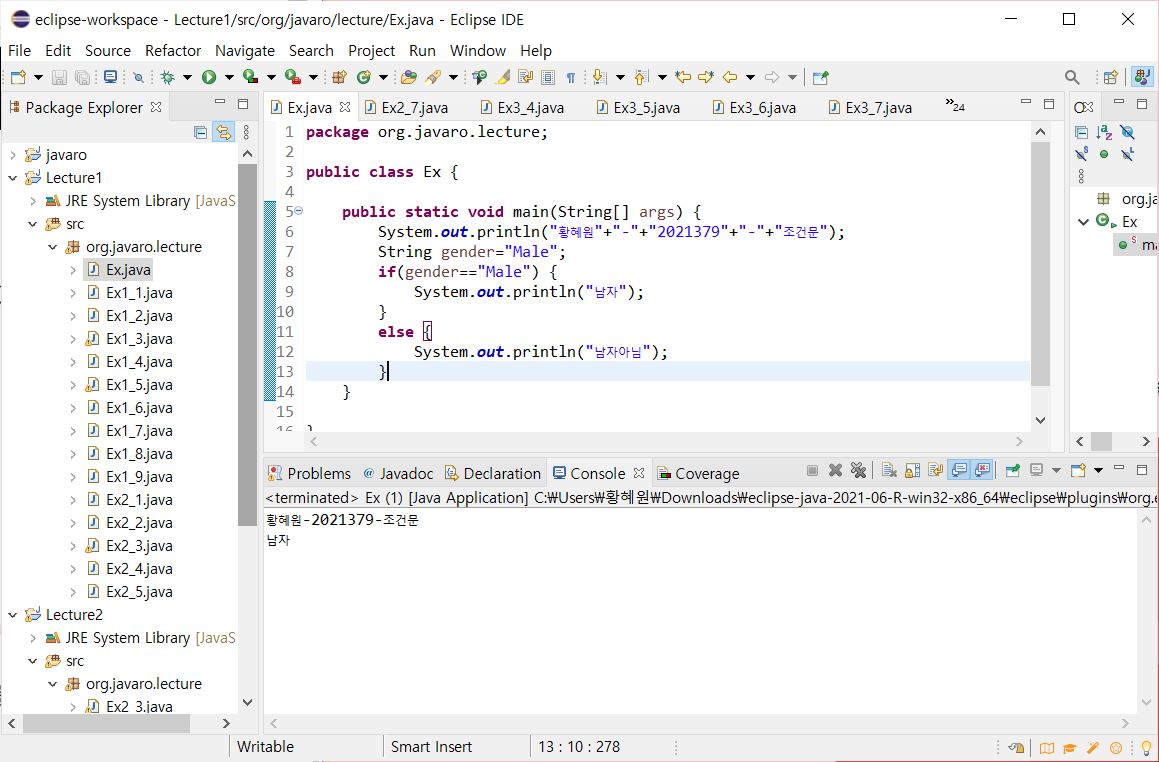 eclipse-workspace - Lecture1/src/org/javaro/lecture/Ex.java - Eclipse IDE
File Edit Source Refactor Navigate Search Project Run Window Help
Package Explorer
javaro
Lecture1
JRE System Library [JavaS
src
org.javaro.lecture
Ex.java
Ex1_1.java
Ex1_2.java
Ex1_3.java
Ex1_4.java
Ex1_5.java
Ex1_6.java
Ex1_7.java
Ex1_8.java
Ex1_9.java
Ex2_1.java
Ex2_2.java
Ex2_3.java
Ex2_4.java
Ex2_5.java
Lecture2
JRE System Library [JavaS
src
org.javaro.lecture
Ex2_3.java
Ex.java Ex2_7.java Ex3_4.java Ex3_5.java Ex3_6.java Ex3_7.java »24
1 package org.javaro.lecture;
2
3 public class Ex {
4
5 public static void main(String[] args) {
6 System.out.println("황혜원"+"-"+"2021379"+"-"+"조건문");
7 String gender="Male";
8 if(gender=="Male") {
9 System.out.println("남자");
10 }
11 else {
12 System.out.println("남자아님");
13 }
14 }
15
16 }
org.ja
Ex
ma
Problems @ Javadoc Declaration Console Coverage
<terminated> Ex (1) [Java Application] C:₩Users₩황혜원₩Downloads₩eclipse-java-2021-06-R-win32-x86_64₩eclipse₩plugins₩org.e
황혜원-2021379-조건문
남자
Writable Smart Insert 13 : 10 : 278